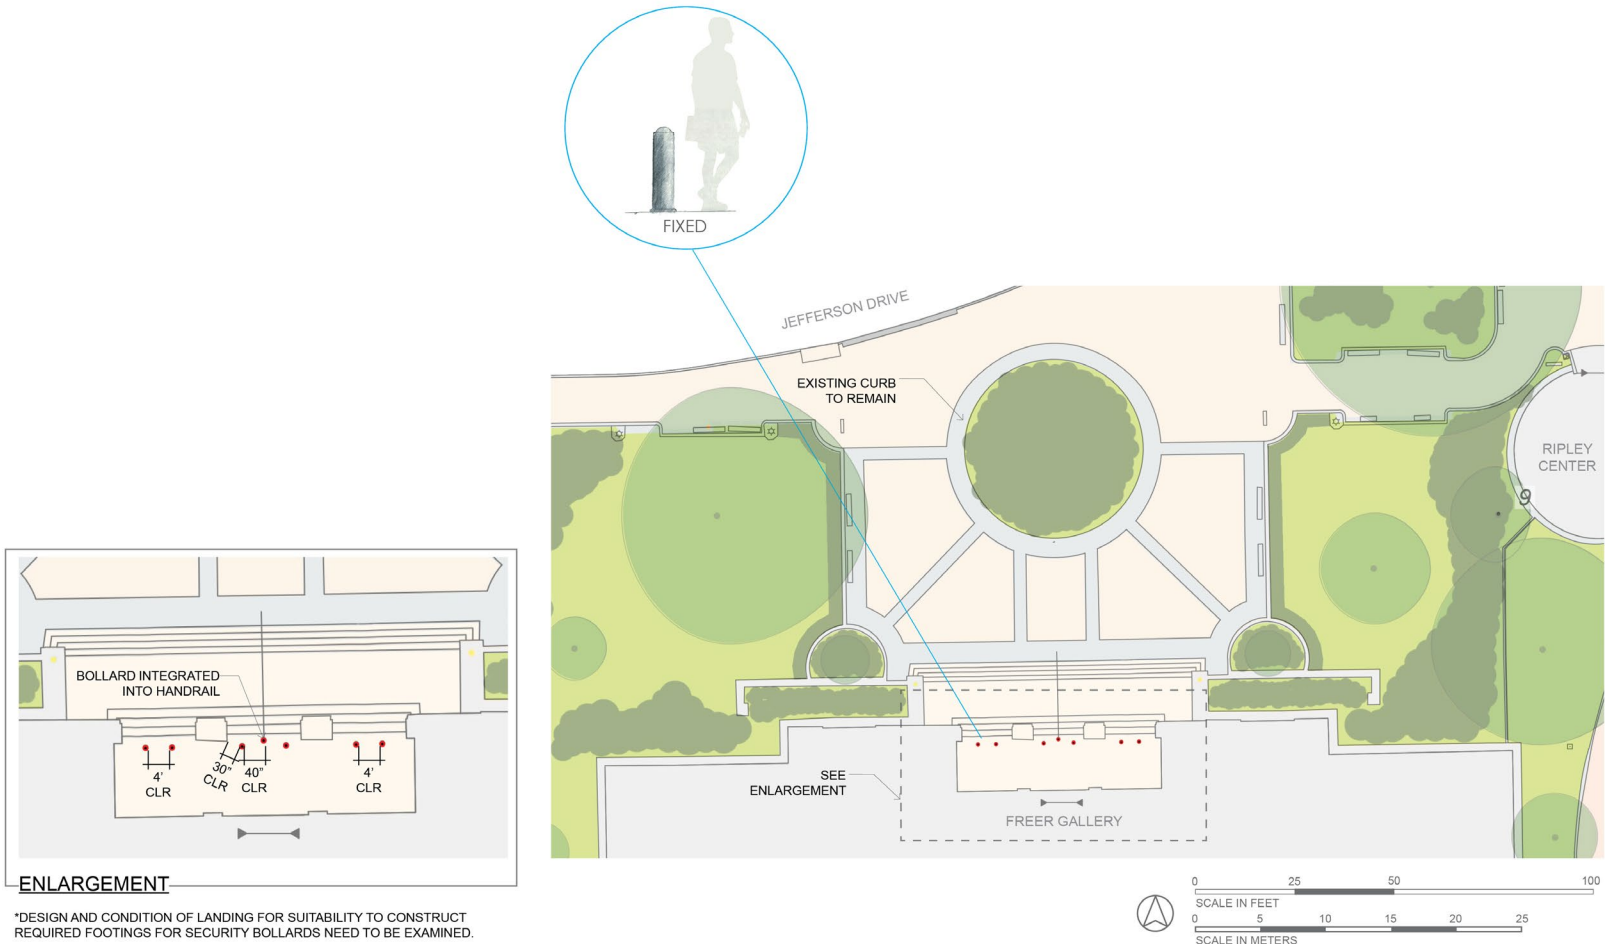 FIXED
JEFFERSON DRIVE
EXISTING CURB
TO REMAIN
RIPLEY
CENTER
SEE
ENLARGEMENT
FREER GALLERY
BOLLARD INTEGRATED
INTO HANDRAIL
4'
CLR
30"
CLR
40"
CLR
4'
CLR
ENLARGEMENT
*DESIGN AND CONDITION OF LANDING FOR SUITABILITY TO CONSTRUCT
REQUIRED FOOTINGS FOR SECURITY BOLLARDS NEED TO BE EXAMINED.
0 25 50 100
SCALE IN FEET
0 5 10 15 20 25
SCALE IN METERS